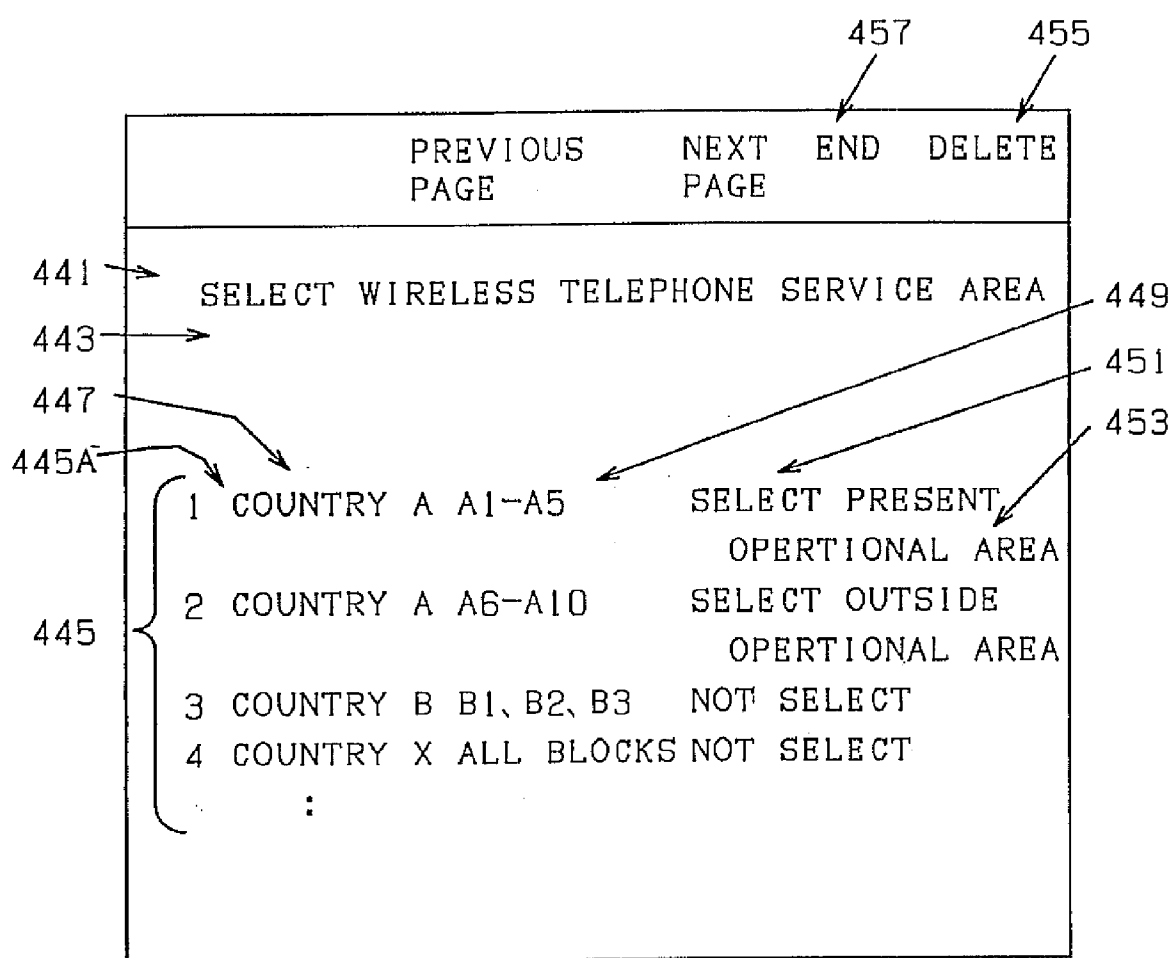 457 455
PREVIOUS NEXT END DELETE
PAGE PAGE
441
SELECT WIRELESS TELEPHONE SERVICE AREA
449
443
451
447
453
445A
1 COUNTRY A A1-A5 SELECT PRESENT
OPERTIONAL AREA
2 COUNTRY A A6-A10 SELECT OUTSIDE
445
OPERTIONAL AREA
3 COUNTRY B B1、B2、B3 NOT SELECT
4 COUNTRY X ALL BLOCKS NOT SELECT
: